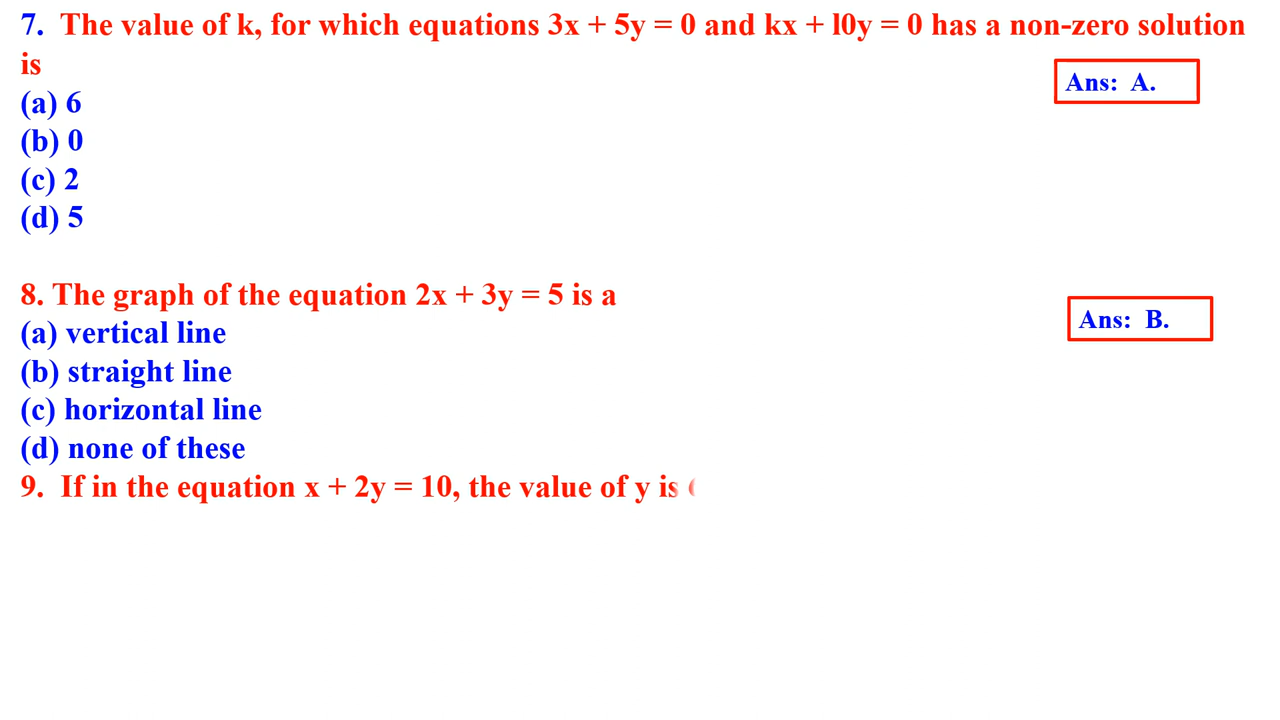 7.  The value of k, for which equations 3x + 5y = 0 and kx + l0y = 0 has a non-zero solution
is
Ans:  A.
(a) 6
(b) 0
(c) 2
(d) 5
8. The graph of the equation 2x + 3y = 5 is a
Ans:  B.
(a) vertical line
(b) straight line
(c) horizontal line
(d) none of these
9.  If in the equation x + 2y = 10, the value of y is